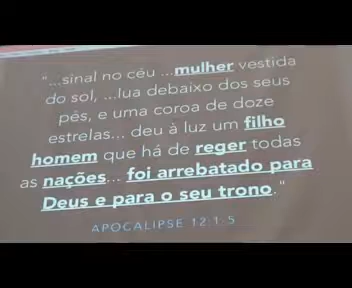 "...sinal no céu ...mulher vestida
do sol, ...lua debaixo dos seus
pés, e uma coroa de doze
estrelas... deu à luz um filho
homem que há de reger todas
as nações... foi arrebatado para
Deus e para o seu trono."
APOCALIPSE 12:1.5